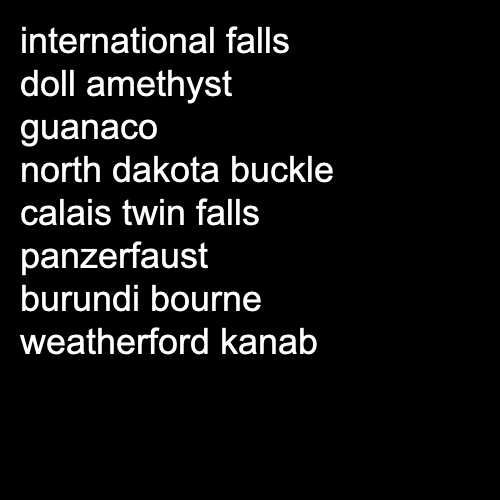 international falls
doll amethyst
guanaco
north dakota buckle
calais twin falls
panzerfaust
burundi bourne
weatherford kanab